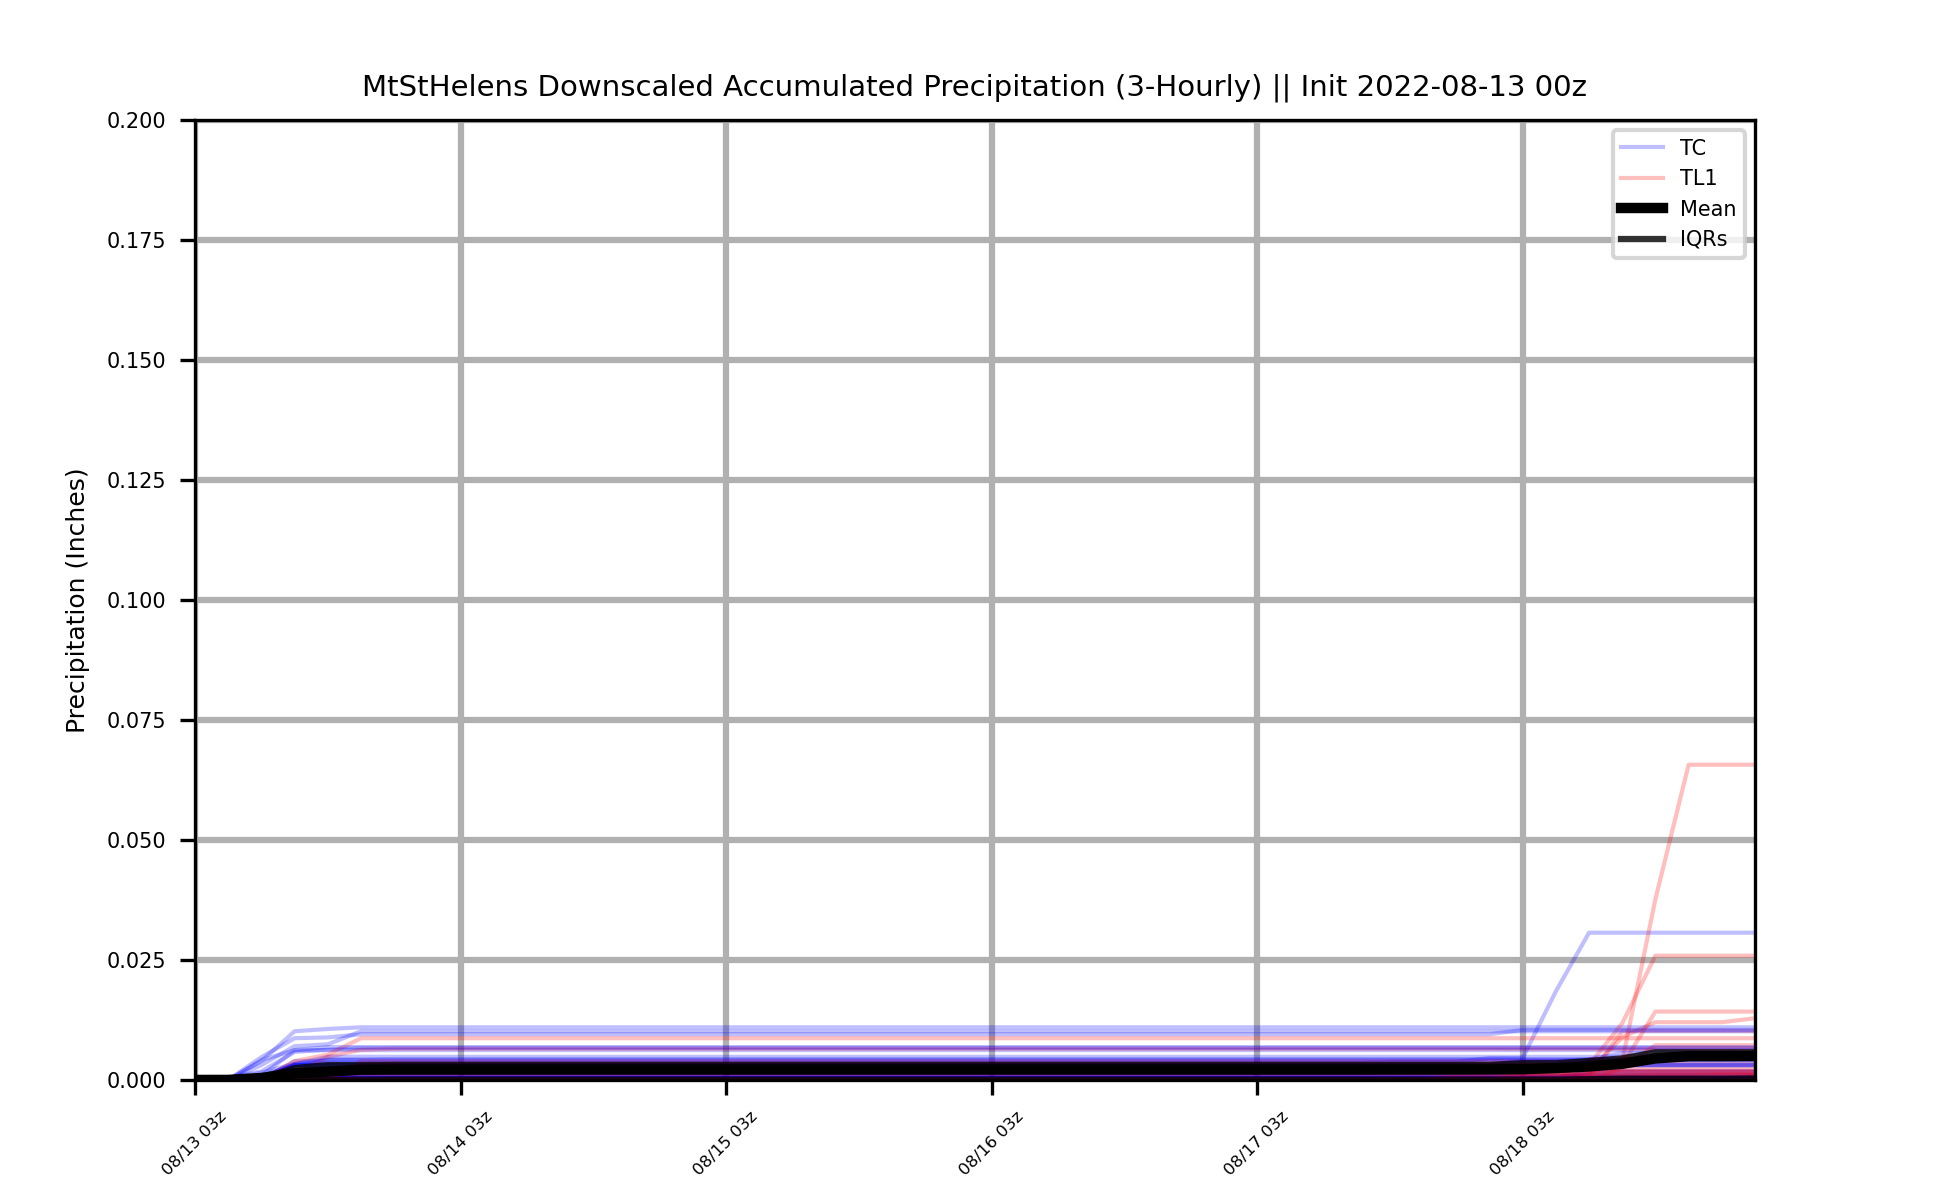 MtStHelens Downscaled Accumulated Precipitation (3-Hourly) || Init 2022-08-13 00z
TC
TL1
Mean
IQRs
Precipitation (Inches)
0.200
0.175
0.150
0.125
0.100
0.075
0.050
0.025
0.000
08/13 03z
08/14 03z
08/15 03z
08/16 03z
08/17 03z
08/18 03z